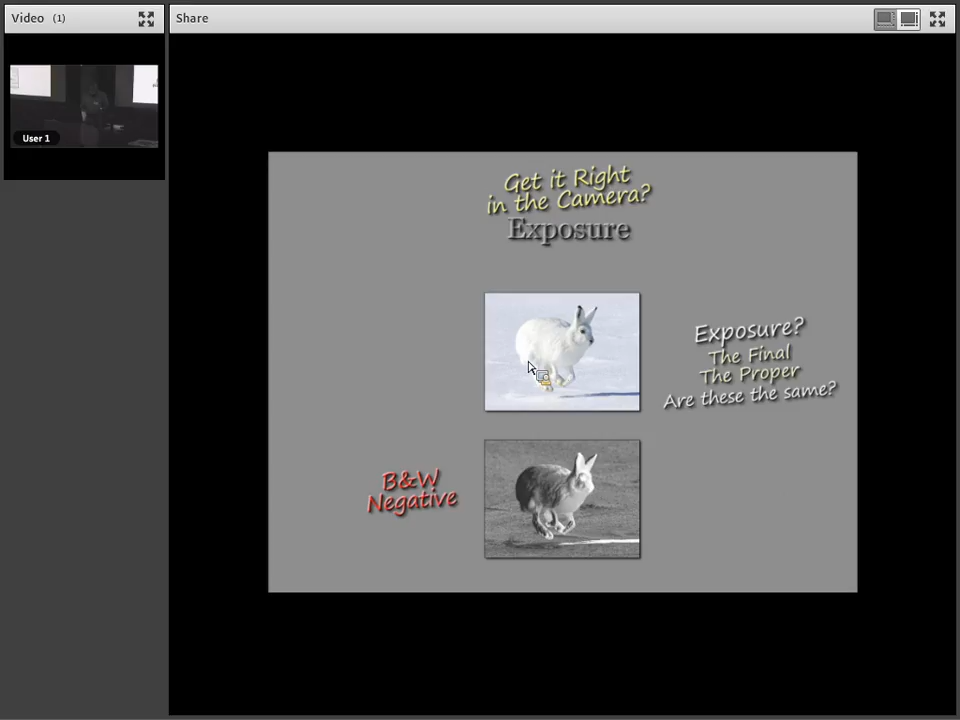 Video (1)
Share
User 1
Get it Right
in the Camera?
Exposure
Exposure?
The Final
The Proper
Are these the same?
B&W
Negative